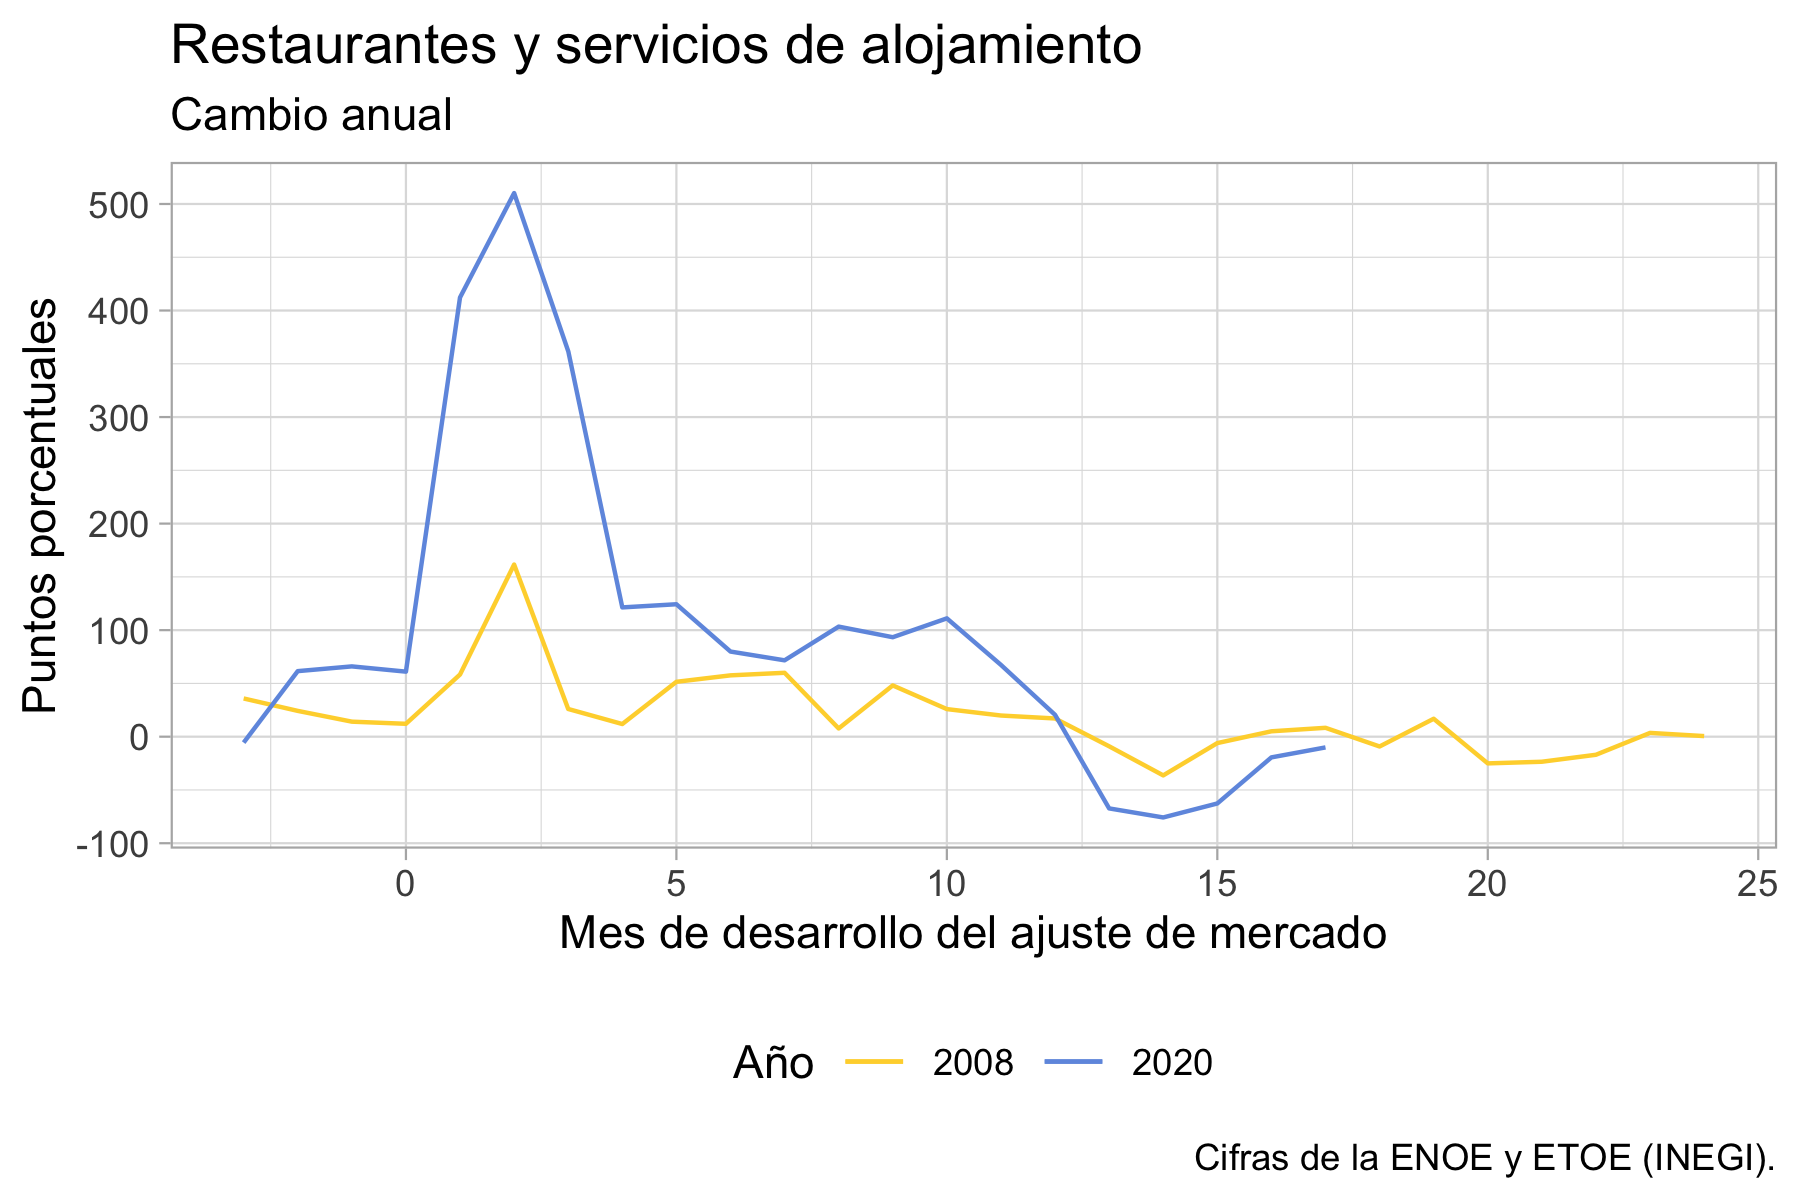 Restaurantes y servicios de alojamiento
Cambio anual
Puntos porcentuales
500
400
300
200
100
0
-100
0 5 10 15 20 25
Mes de desarrollo del ajuste de mercado
Año 2008 2020
Cifras de la ENOE y ETOE (INEGI).